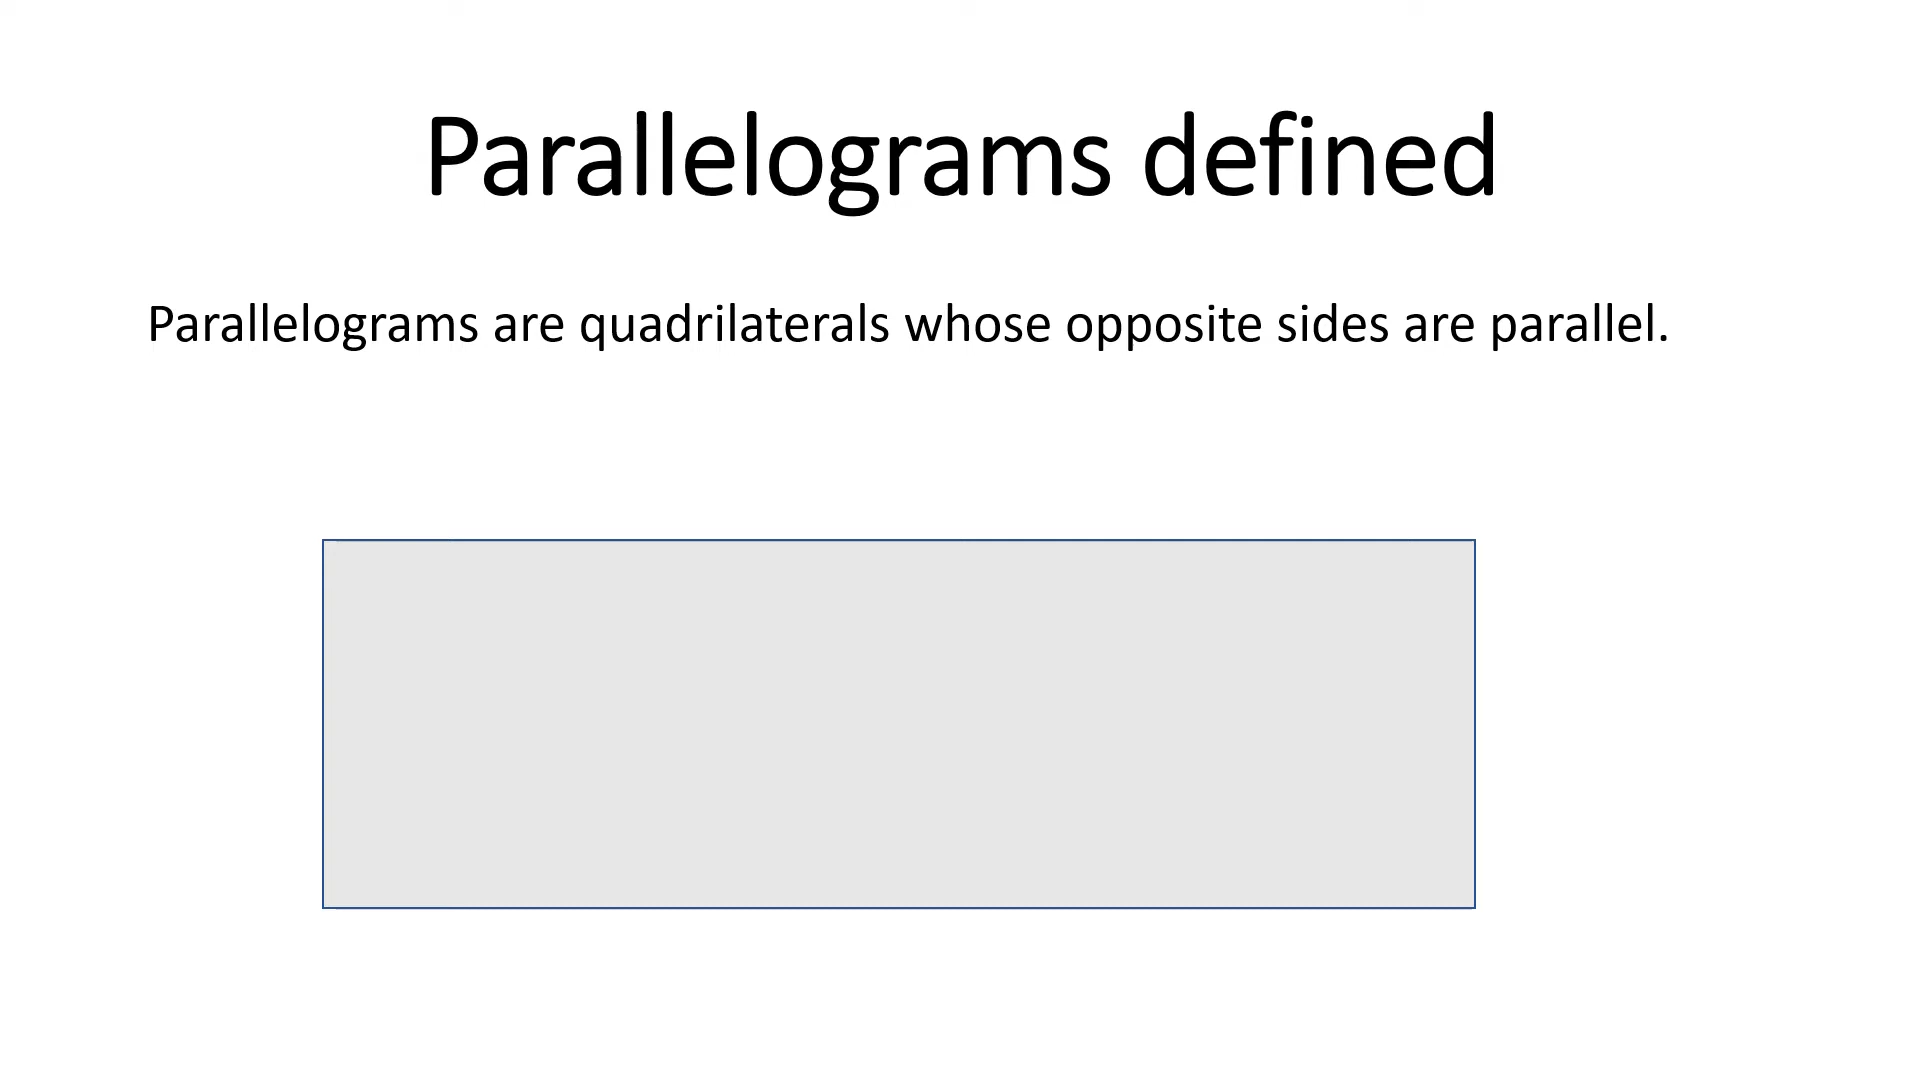 Parallelograms defined
Parallelograms are quadrilaterals whose opposite sides are parallel.